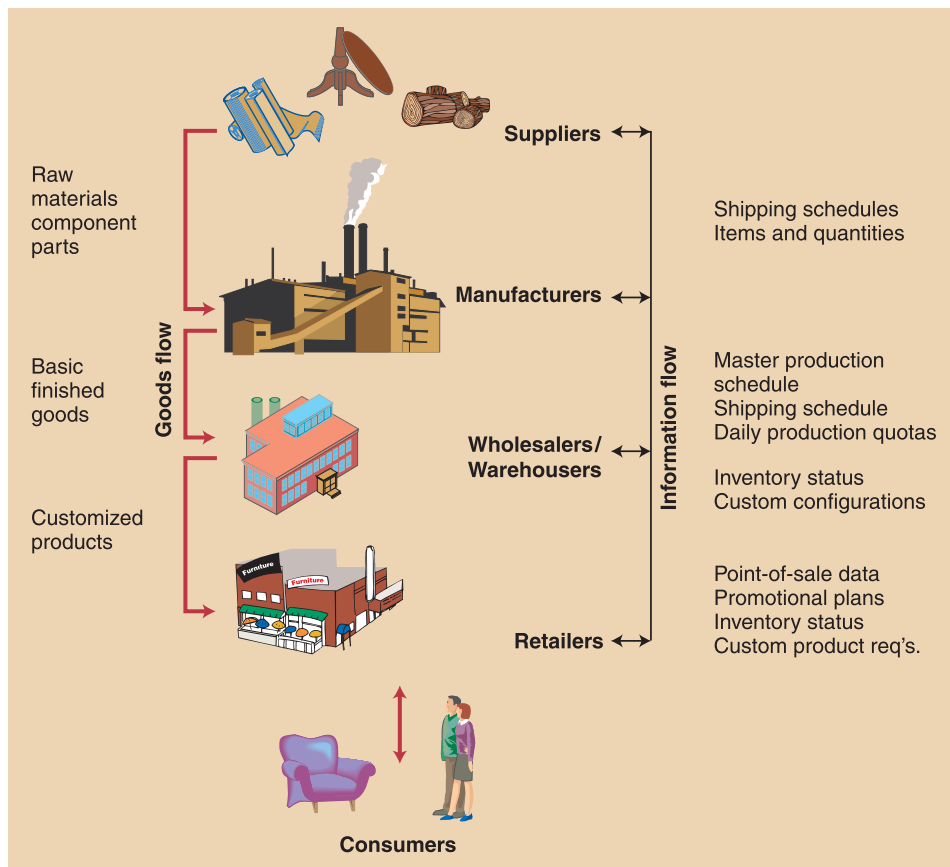 Suppliers
Raw
materials
component
parts
Shipping schedules
Items and quantities
Manufacturers
Goods flow
Information flow
Basic
finished
goods
Master production
schedule
Shipping schedule
Daily production quotas
Wholesalers/
Warehousers
Inventory status
Custom configurations
Customized
products
Furniture
Furniture
Point-of-sale data
Promotional plans
Inventory status
Custom product req's.
Retailers
Consumers